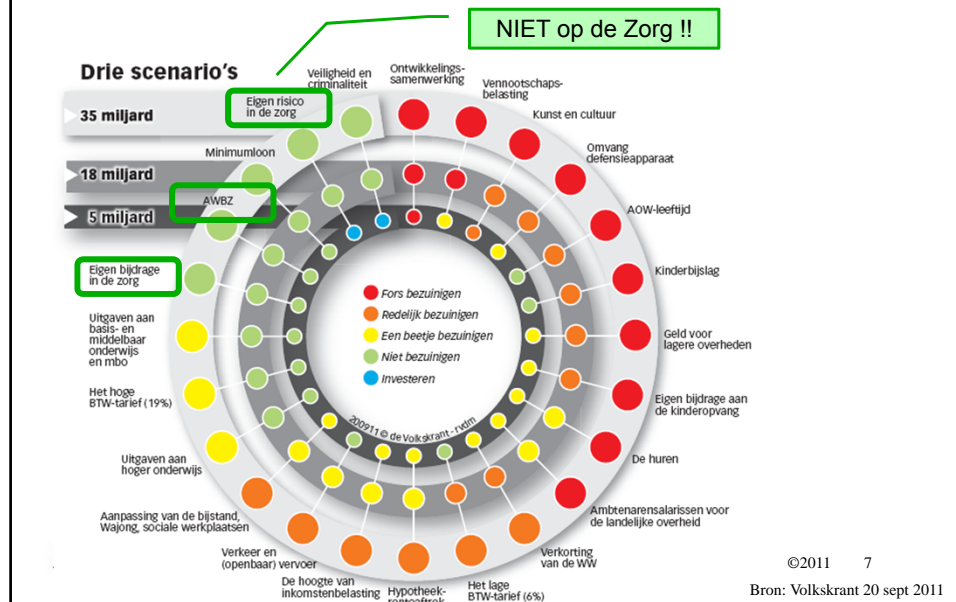 NIET op de Zorg !!
Drie scenario's
35 miljard
18 miljard
5 miljard
Veiligheid en
criminaliteit
Ontwikkelings-
samenwerking
Vennootschaps-
belasting
Kunst en cultuur
Omvang
defensieapparaat
AOW-leeftijd
Kinderbijslag
Geld voor
lagere overheden
Eigen bijdrage aan
de kinderopvang
De huren
Ambtenarensalarissen voor
de landelijke overheid
Verkorting
van de WW
Het lage
BTW-tarief (6%)
Hypotheek-
renteaftrek
De hoogte van
inkomstenbelasting
Verkeer en
(openbaar) vervoer
Aanpassing van de bijstand,
Wajong, sociale werkplaatsen
Uitgaven aan
hoger onderwijs
Het hoge
BTW-tarief (19%)
Uitgaven aan
basis- en
middelbaar
onderwijs
en mbo
Eigen bijdrage
in de zorg
AWBZ
Minimumloon
Eigen risico
in de zorg
Fors bezuinigen
Redelijk bezuinigen
Een beetje bezuinigen
Niet bezuinigen
Investeren
200911 © de Volkskrant - rvdm
©2011 7
Bron: Volkskrant 20 sept 2011